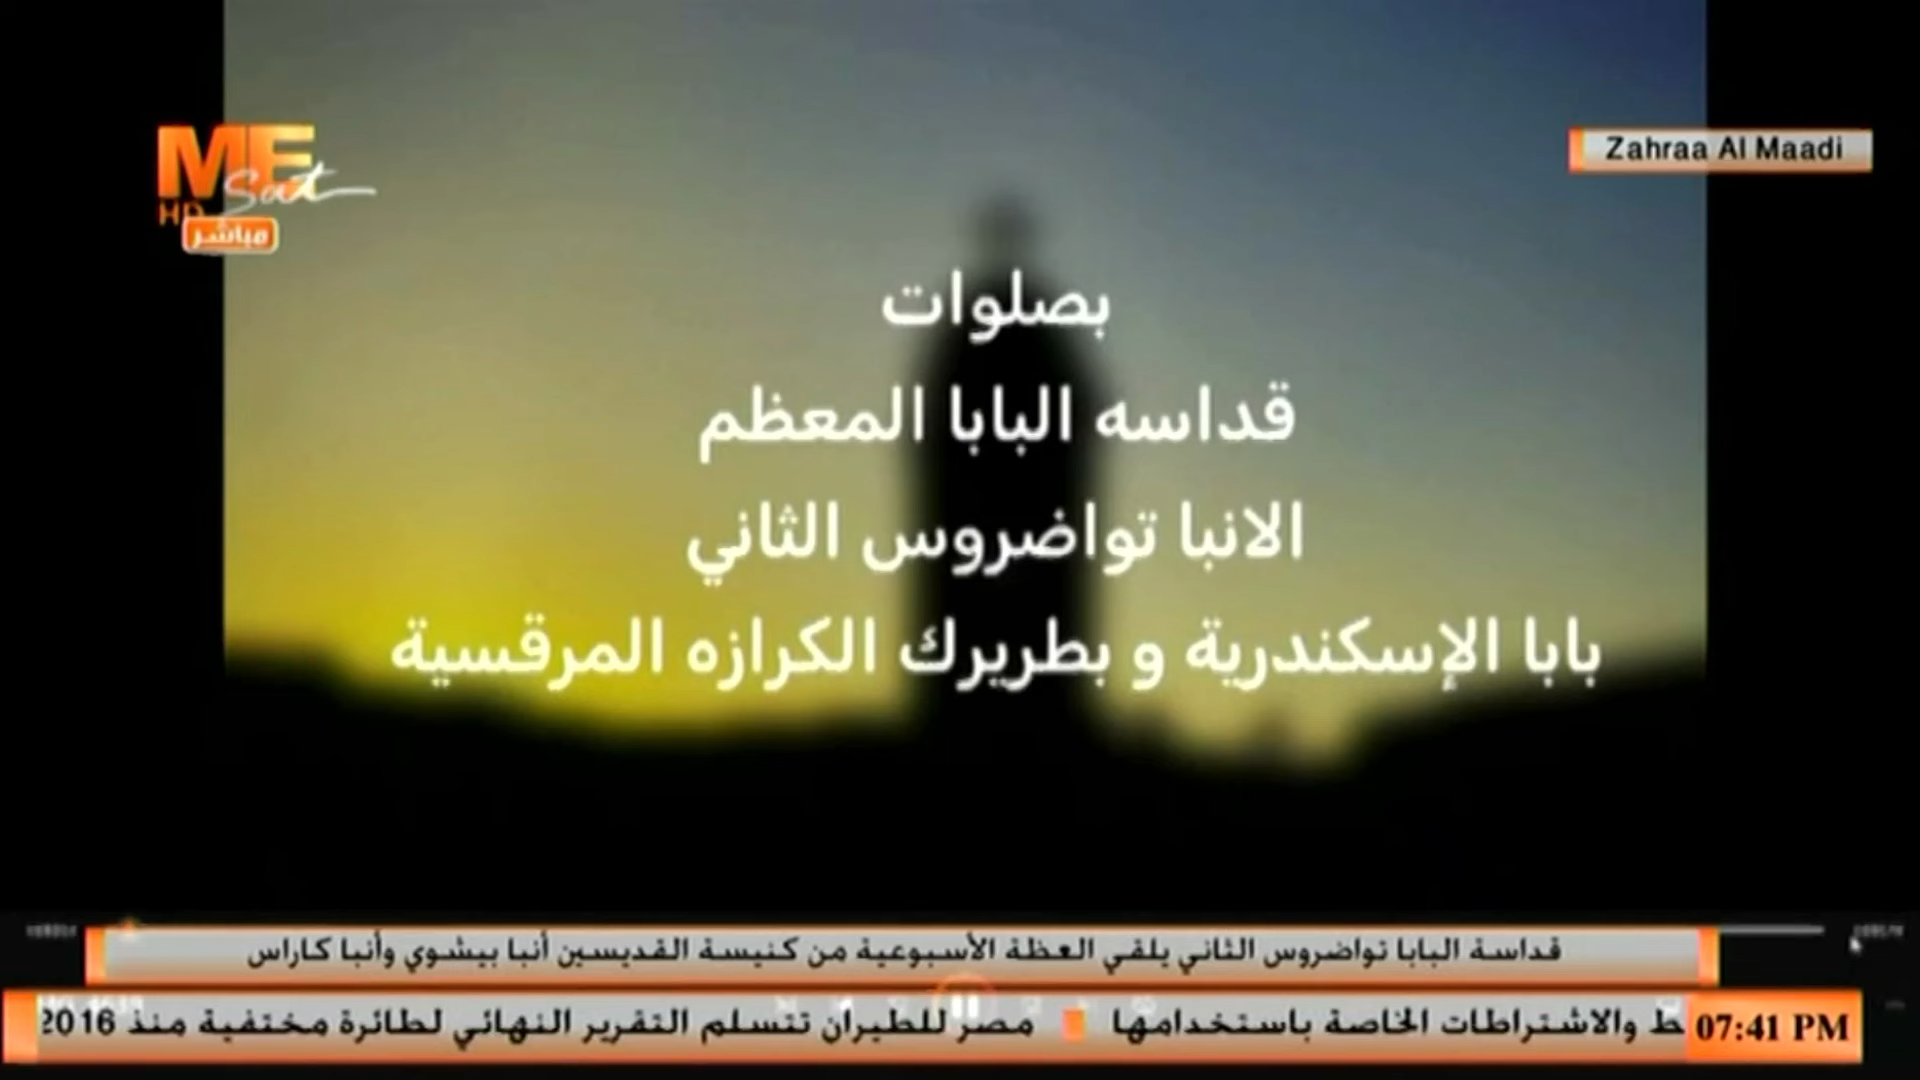 ME Sat
HD
مباشر
Zahraa Al Maadi
بصلوات
قداسه البابا المعظم
الانبا تواضروس الثاني
بابا الإسكندرية و بطريرك الكرازه المرقسية
قداسة البابا تواضروس الثاني يلقي العظة الأسبوعية من كنيسة القديسين أنبا بيشوي وأنبا كاراس
والاشتراطات الخاصة باستخدامها ■ مصر للطيران تتسلم التقرير النهائي لطائرة مختفية منذ 2016
07:41 PM